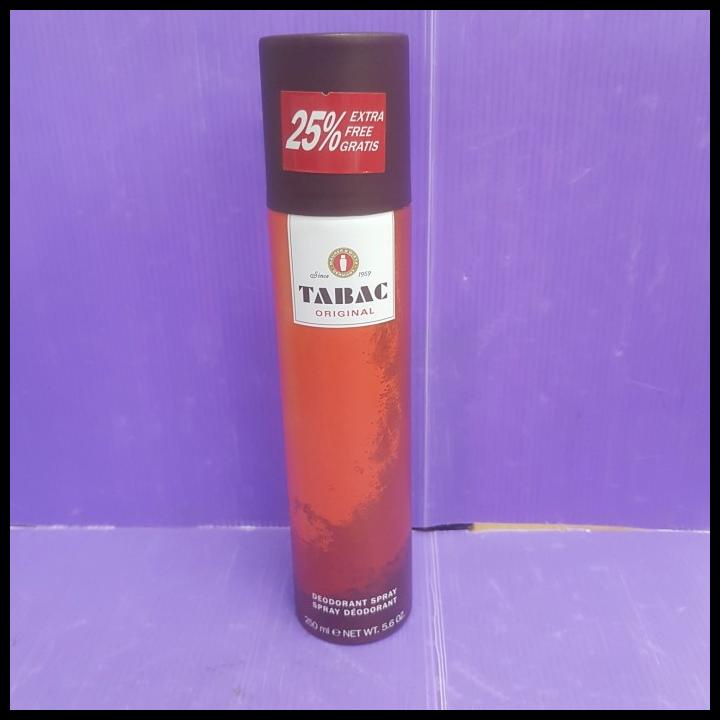 25% EXTRA
FREE
GRATIS
Since 1959
TABAC
ORIGINAL
DEODORANT SPRAY
SPRAY DÉODORANT
250 ml ℮ NET WT. 5.6 OZ.